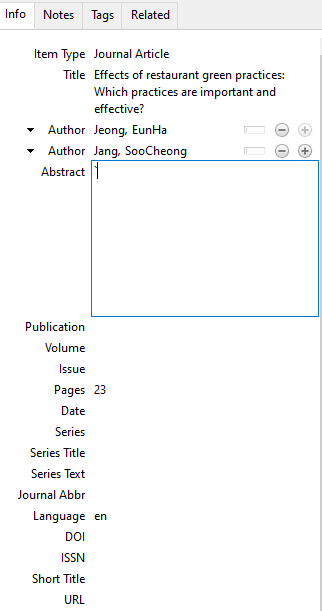 Info Notes Tags Related
Item Type Journal Article
Title Effects of restaurant green practices:
Which practices are important and
effective?
Author Jeong, EunHa
Author Jang, SooCheong
Abstract `
Publication
Volume
Issue
Pages 23
Date
Series
Series Title
Series Text
Journal Abbr
Language en
DOI
ISSN
Short Title
URL